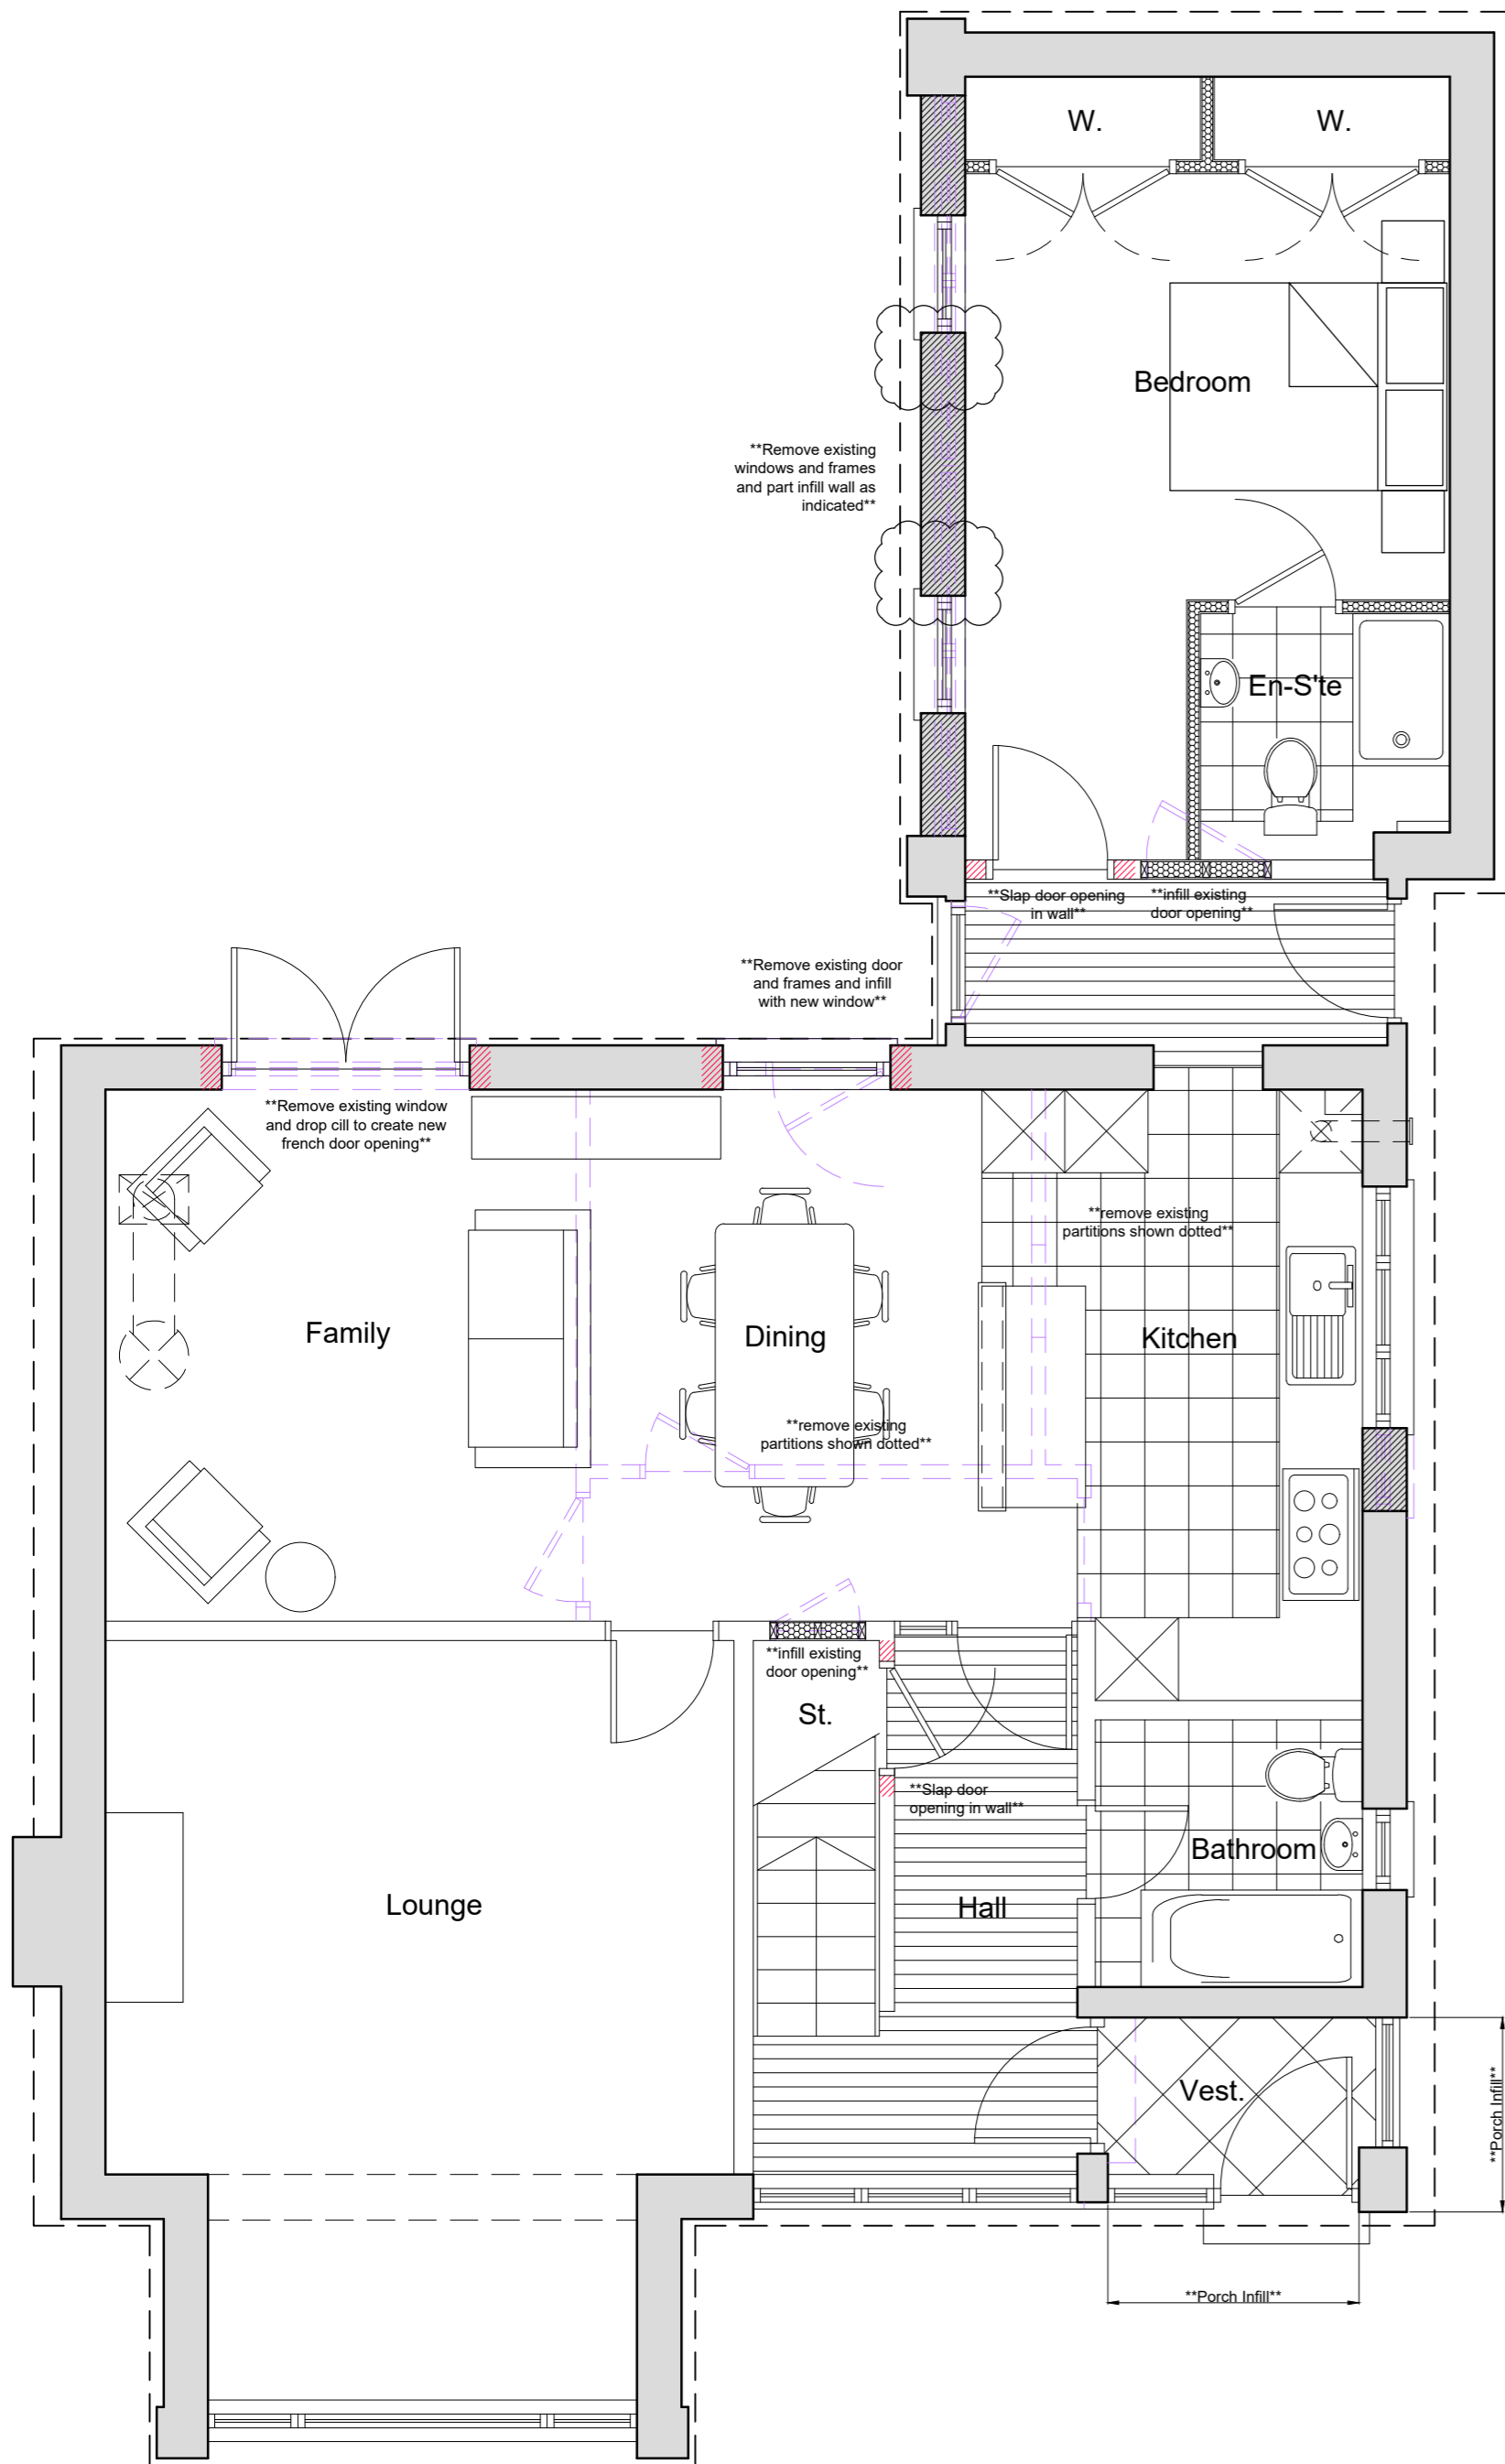 W.
W.
Bedroom
**Remove existing
windows and frames
and part infill wall as
indicated**
En-S'te
**Slap door opening
in wall**
**infill existing
door opening**
**Remove existing door
and frames and infill
with new window**
**Remove existing window
and drop cill to create new
french door opening**
**remove existing
partitions shown dotted**
Family
Dining
Kitchen
**remove existing
partitions shown dotted**
**infill existing
door opening**
St.
**Slap door
opening in wall**
Bathroom
Lounge
Hall
Vest.
**Porch Infill**
**Porch Infill**